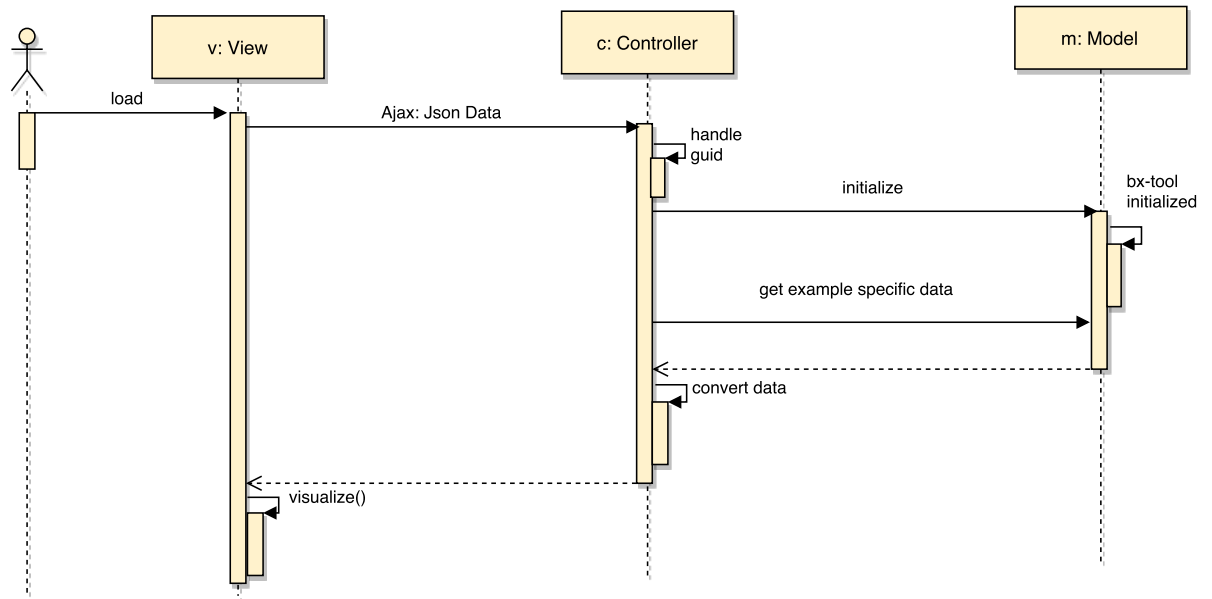 v: View
c: Controller
m: Model
load
Ajax: Json Data
handle
guid
initialize
bx-tool
initialized
get example specific data
convert data
visualize()